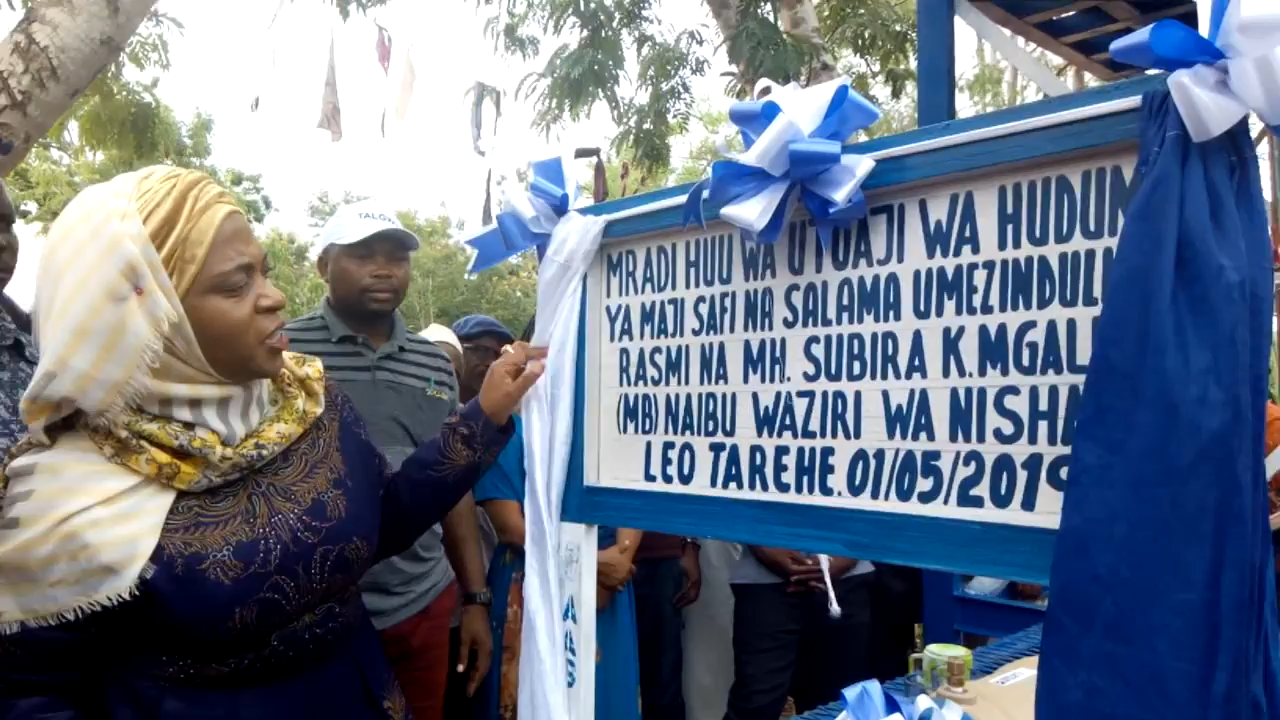 MRADI HUU WA UTOAJI WA HUDUM
YA MAJI SAFI NA SALAMA UMEZINDULI
RASMI NA MH. SUBIRA K. MGAL
(MB) NAIBU WAZIRI WA NISHA
LEO TAREHE. 01/05/2019